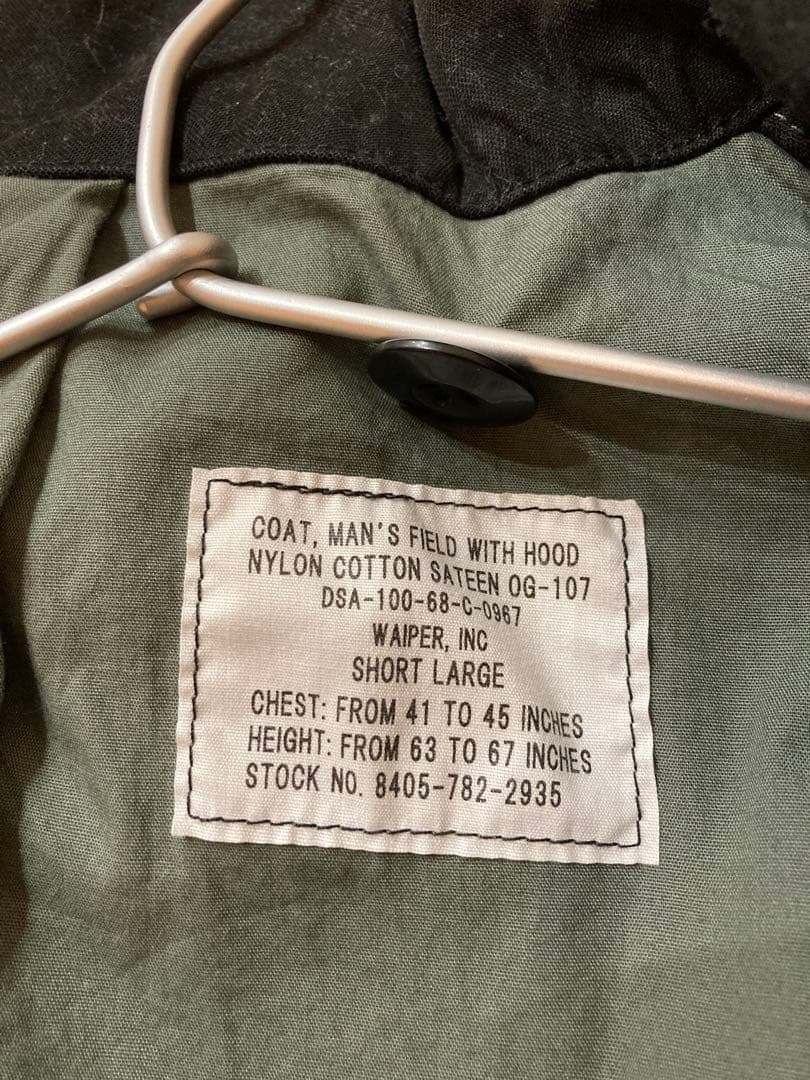 COAT, MAN'S FIELD WITH HOOD
NYLON COTTON SATEEN OG-107
DSA-100-68-C-0967
WAIPER, INC
SHORT LARGE
CHEST: FROM 41 TO 45 INCHES
HEIGHT: FROM 63 TO 67 INCHES
STOCK NO. 8405-782-2935